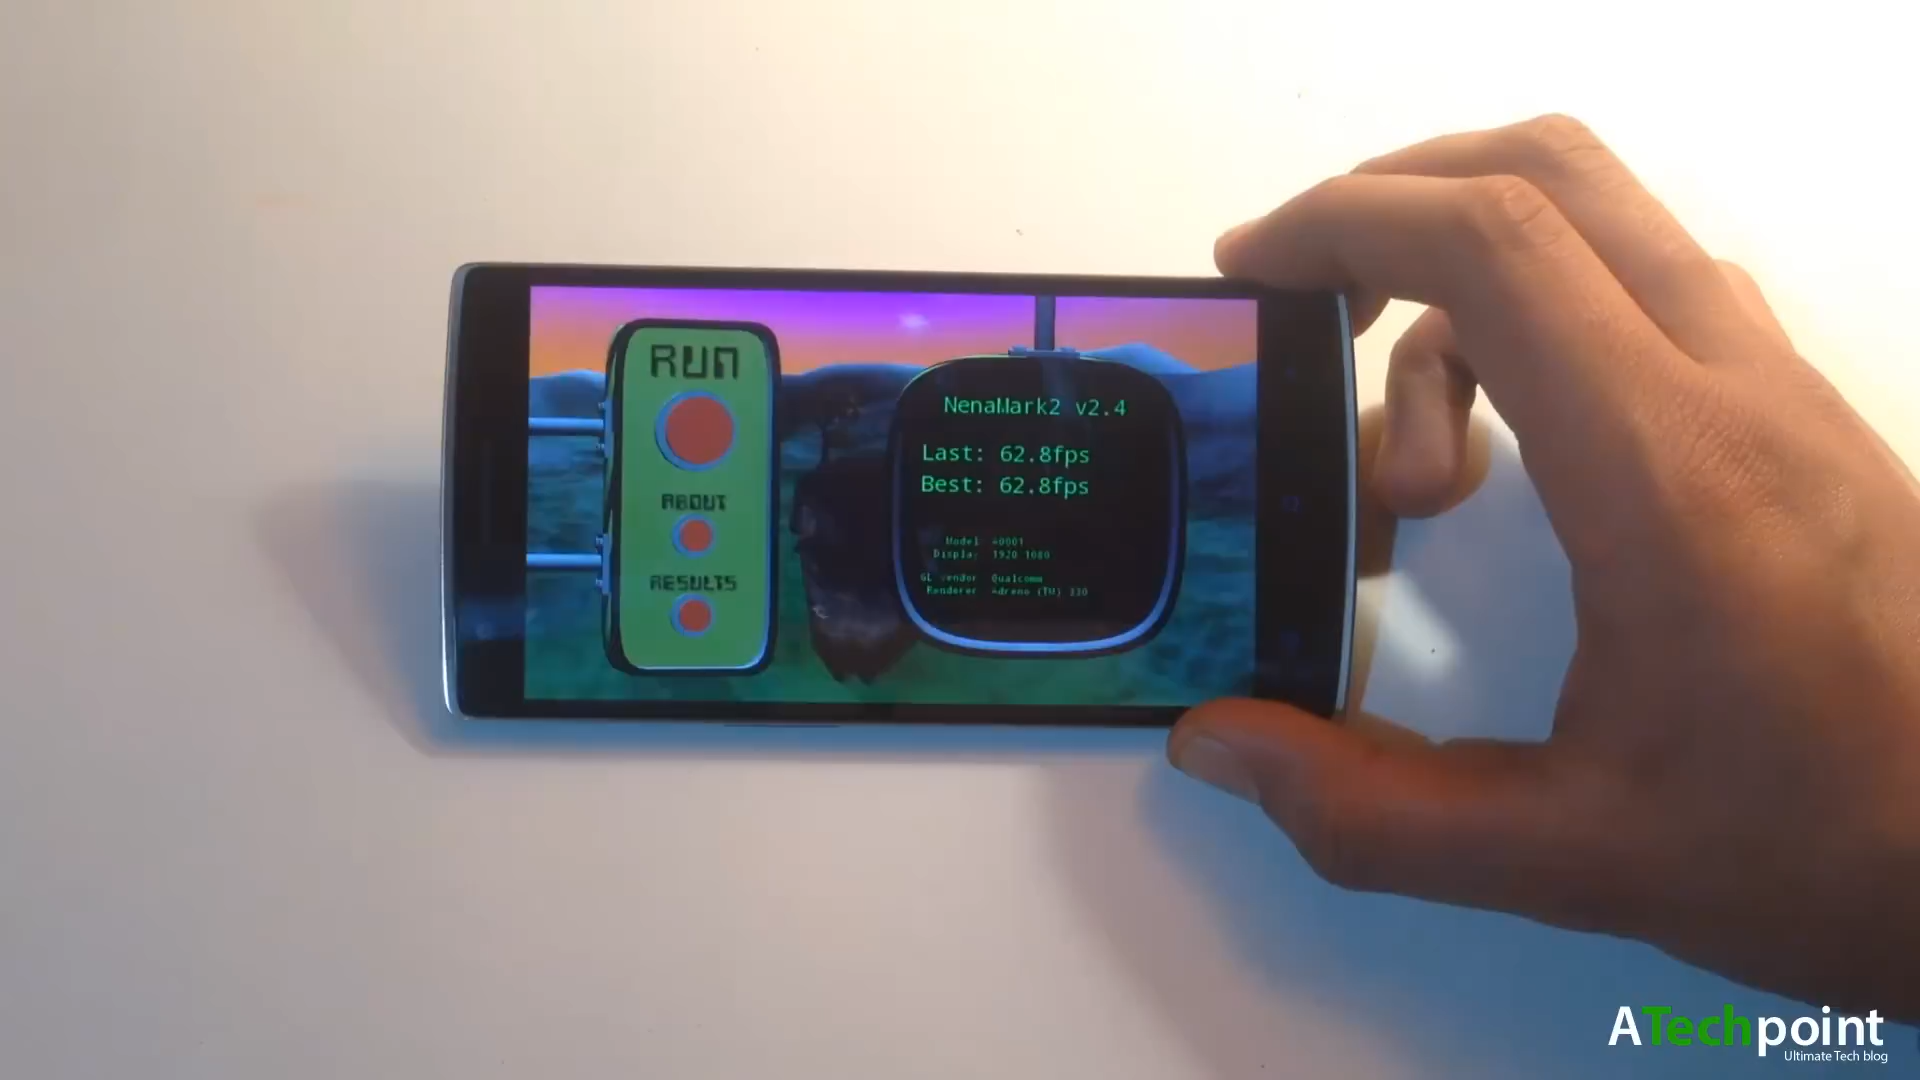 RUN
ABOUT
RESULTS
NenaMark2 v2.4
Last: 62.8fps
Best: 62.8fps
Model A0001
Display 1920 1080
GL vendor Qualcomm
Renderer Adreno (TM) 330
ATechpoint
Ultimate Tech blog